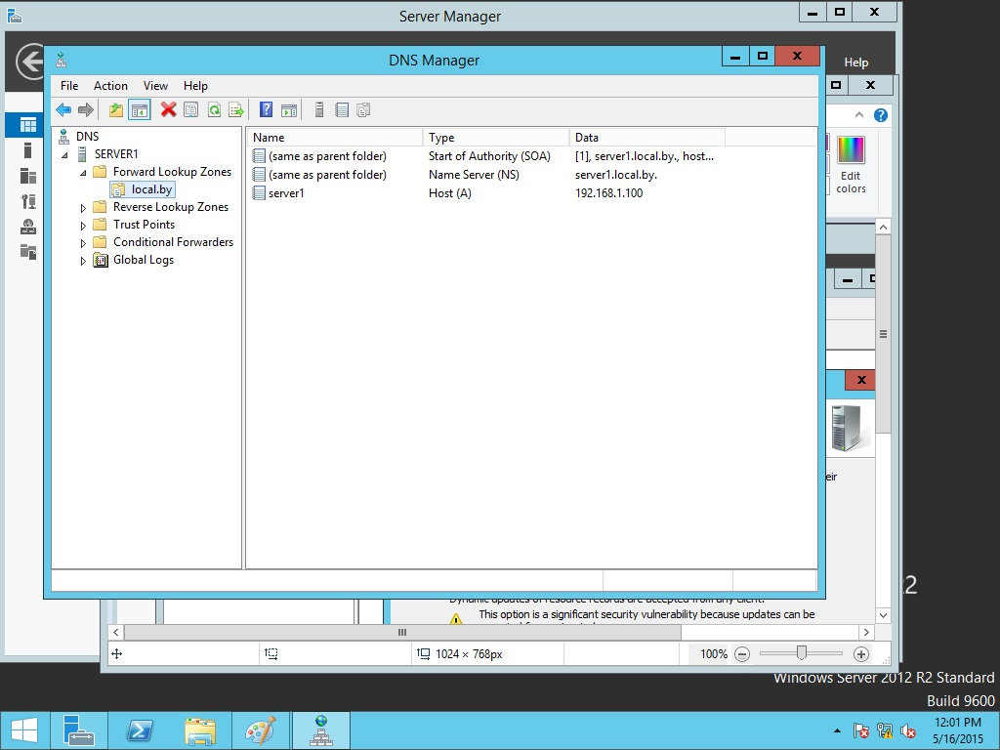 Server Manager
DNS Manager
Help
File Action View Help
DNS
SERVER1
Forward Lookup Zones
local.by
Reverse Lookup Zones
Trust Points
Conditional Forwarders
Global Logs
Name Type Data
(same as parent folder) Start of Authority (SOA) [1], server1.local.by., host...
(same as parent folder) Name Server (NS) server1.local.by.
server1 Host (A) 192.168.1.100
Edit
colors
eir
Dynamic updates of resource records are accepted from any client.
This option is a significant security vulnerability because updates can be
1024 × 768px
100%
2
Windows Server 2012 R2 Standard
Build 9600
12:01 PM
5/16/2015